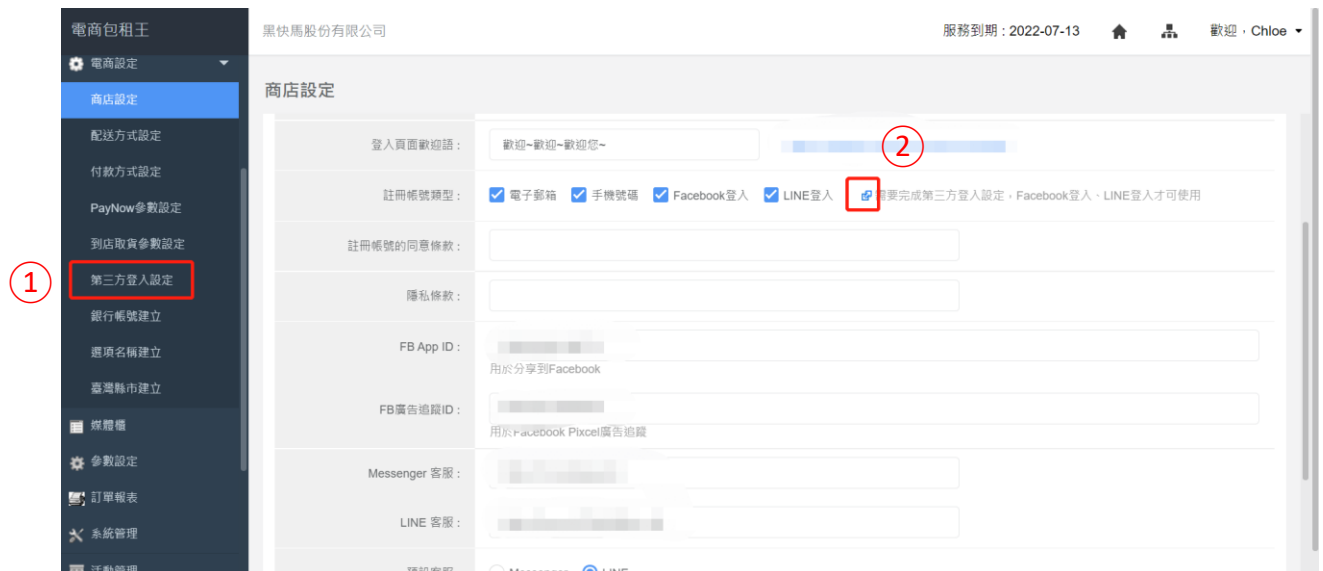 電商包租王
黑快馬股份有限公司
服務到期：2022-07-13
歡迎，Chloe
電商設定
商店設定
配送方式設定
付款方式設定
PayNow參數設定
到店取貨參數設定
①
第三方登入設定
銀行帳號建立
選項名稱建立
臺灣縣市建立
媒體櫃
參數設定
訂單報表
系統管理
活動管理
商店設定
登入頁面歡迎語：
歡迎~歡迎~歡迎您~
②
註冊帳號類型：
電子郵箱 手機號碼 Facebook登入 LINE登入
需要完成第三方登入設定，Facebook登入、LINE登入才可使用
註冊帳號的同意條款：
隱私條款：
FB App ID：
用於分享到Facebook
FB廣告追蹤ID：
用於Facebook Pixcel廣告追蹤
Messenger 客服：
LINE 客服：
預設客服
Messenger LINE